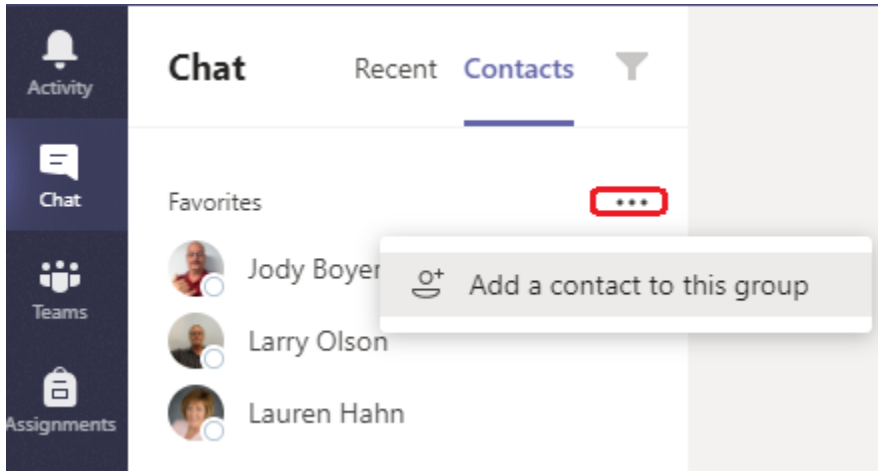 Activity
Chat
Teams
Assignments
Chat Recent Contacts
Favorites
Jody Boyer
Add a contact to this group
Larry Olson
Lauren Hahn